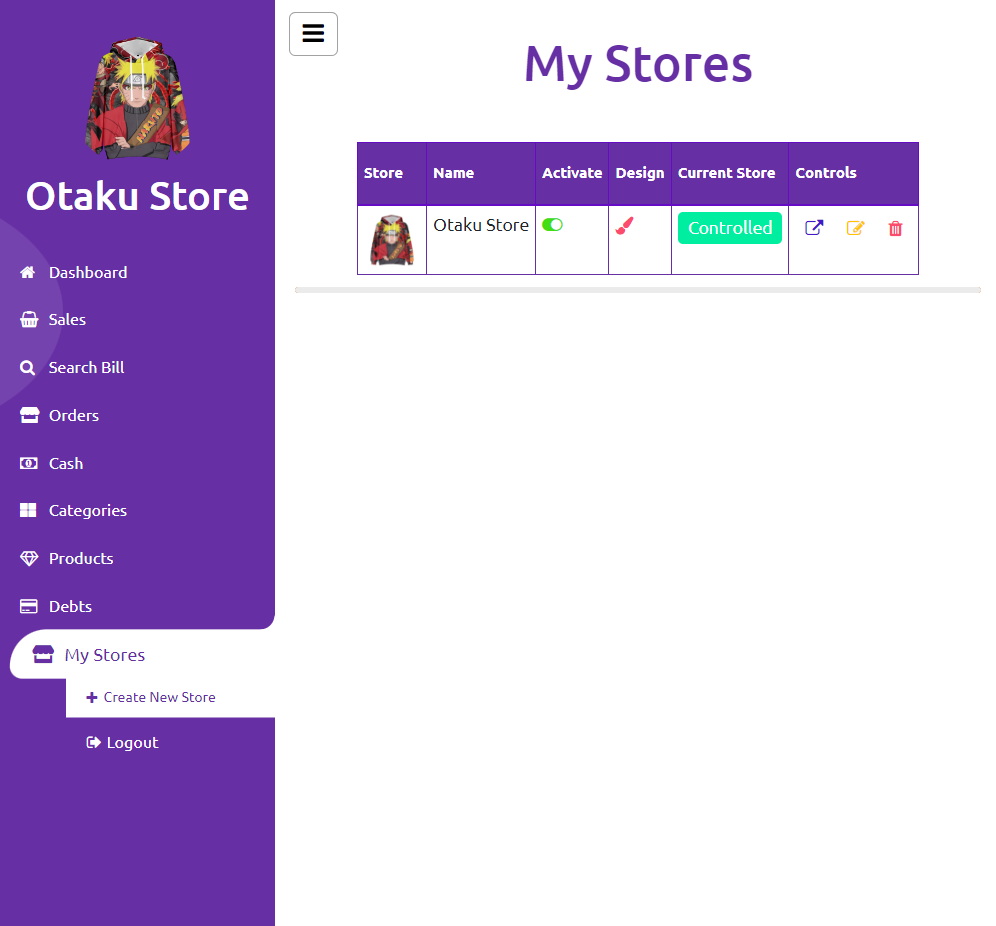 Otaku Store
Dashboard
Sales
Search Bill
Orders
Cash
Categories
Products
Debts
My Stores
Create New Store
Logout
My Stores
Store Name Activate Design Current Store Controls
Otaku Store Controlled